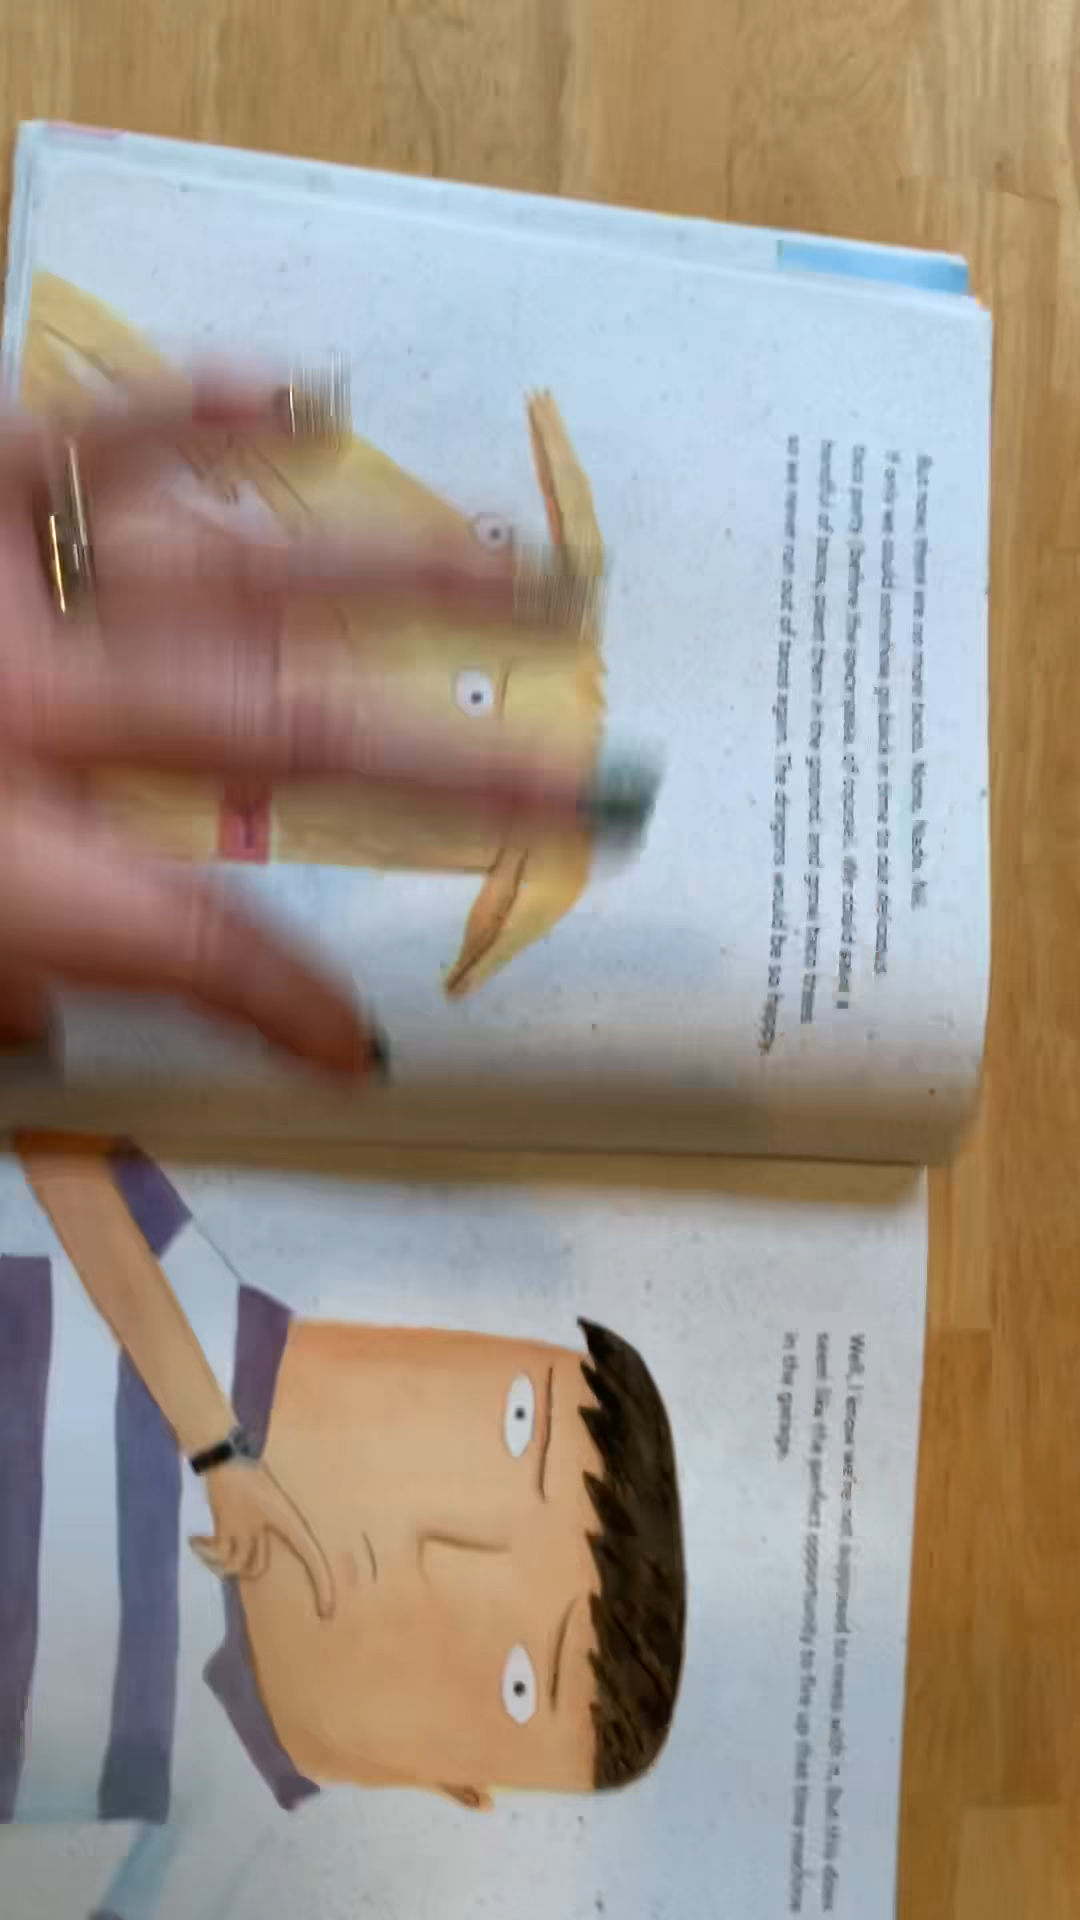 But now there are no more tacos. None. Nada. Nil.
If only we could somehow go back in time to our
taco party (before the spicy salsa, of course). We could save a
handful of tacos, plant them in the ground, and grow taco trees
so we never run out of tacos again. The dragons would be so happy.
Well, I know we're not supposed to mess with it, but this does
seem like the perfect opportunity to fire up that time machine
in the garage.